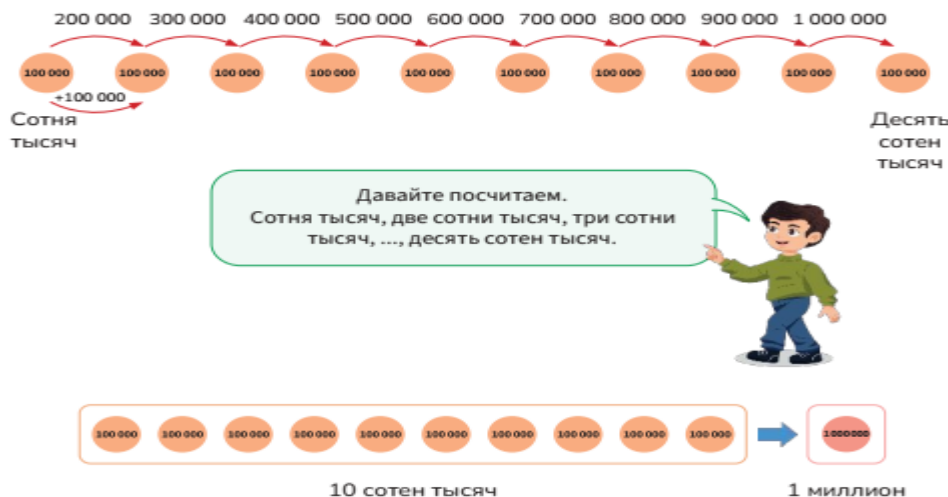 200 000 300 000 400 000 500 000 600 000 700 000 800 000 900 000 1 000 000
100 000 100 000 100 000 100 000 100 000 100 000 100 000 100 000 100 000 100 000
+100 000
Сотня
тысяч
Десять
сотен
тысяч
Давайте посчитаем.
Сотня тысяч, две сотни тысяч, три сотни
тысяч, ..., десять сотен тысяч.
100 000 100 000 100 000 100 000 100 000 100 000 100 000 100 000 100 000 100 000 1 000 000
10 сотен тысяч
1 миллион